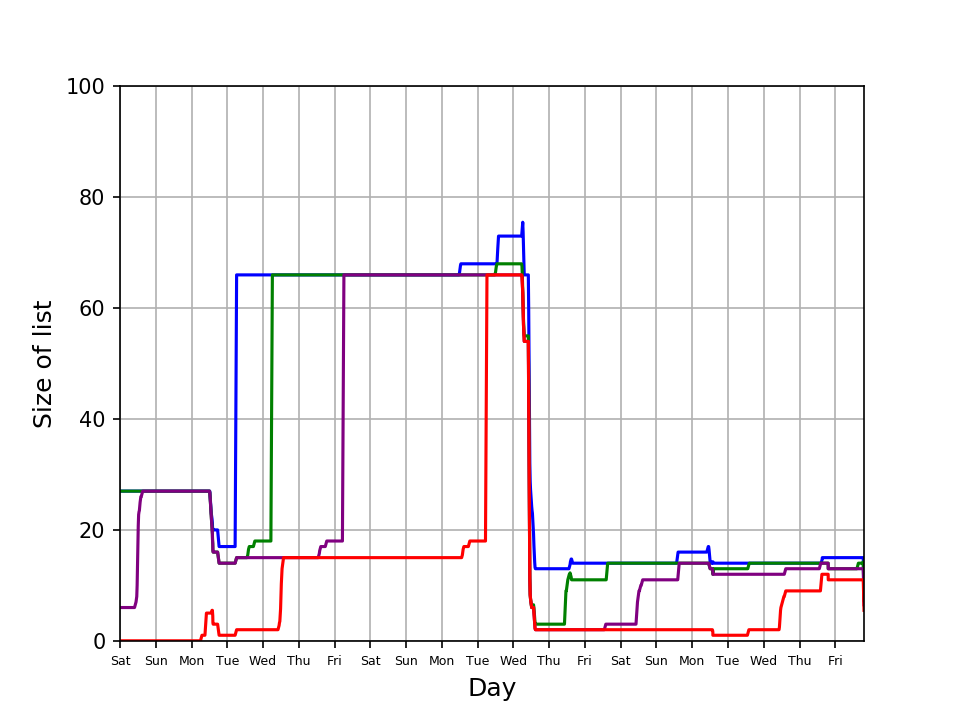 100
80
60
40
20
0
Size of list
Sat Sun Mon Tue Wed Thu Fri Sat Sun Mon Tue Wed Thu Fri Sat Sun Mon Tue Wed Thu Fri
Day